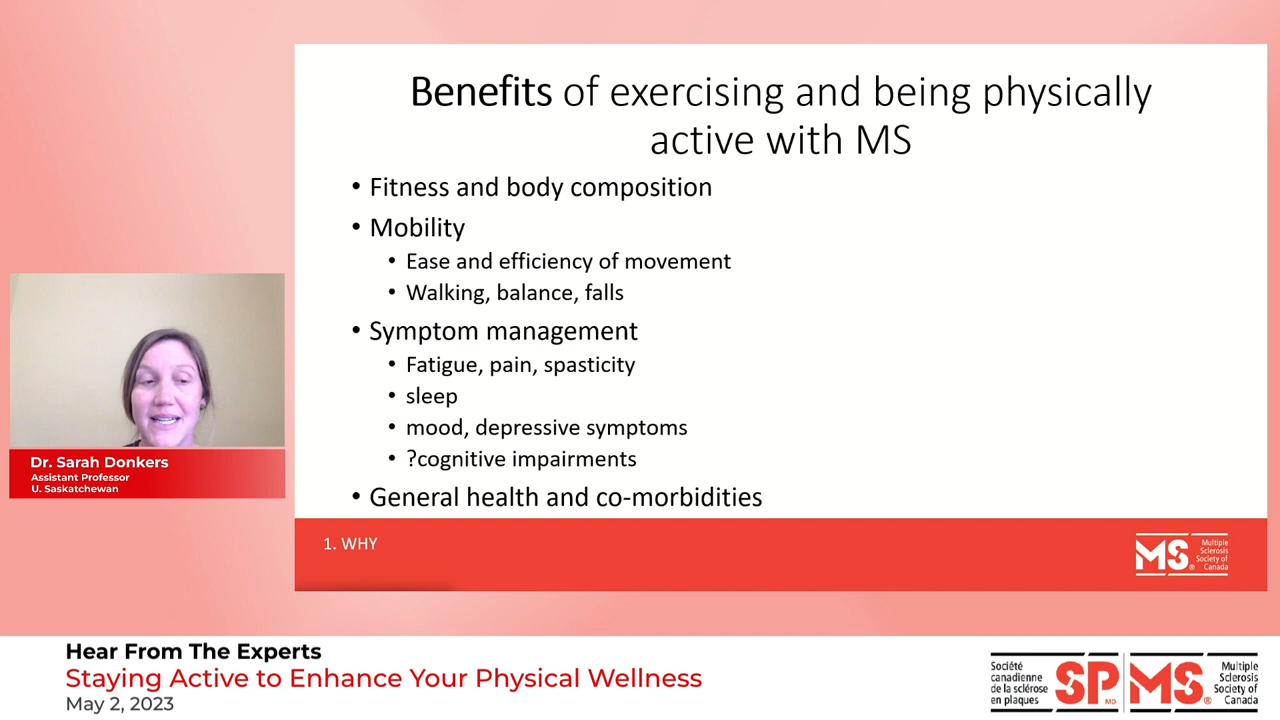 Benefits of exercising and being physically
active with MS
• Fitness and body composition
• Mobility
• Ease and efficiency of movement
• Walking, balance, falls
• Symptom management
• Fatigue, pain, spasticity
• sleep
• mood, depressive symptoms
• ?cognitive impairments
• General health and co-morbidities
1. WHY
MS®
Multiple
Sclerosis
Society of
Canada
Dr. Sarah Donkers
Assistant Professor
U. Saskatchewan
Hear From The Experts
Staying Active to Enhance Your Physical Wellness
May 2, 2023
Société
canadienne
de la sclérose
en plaques
SP MD
MS®
Multiple
Sclerosis
Society of
Canada